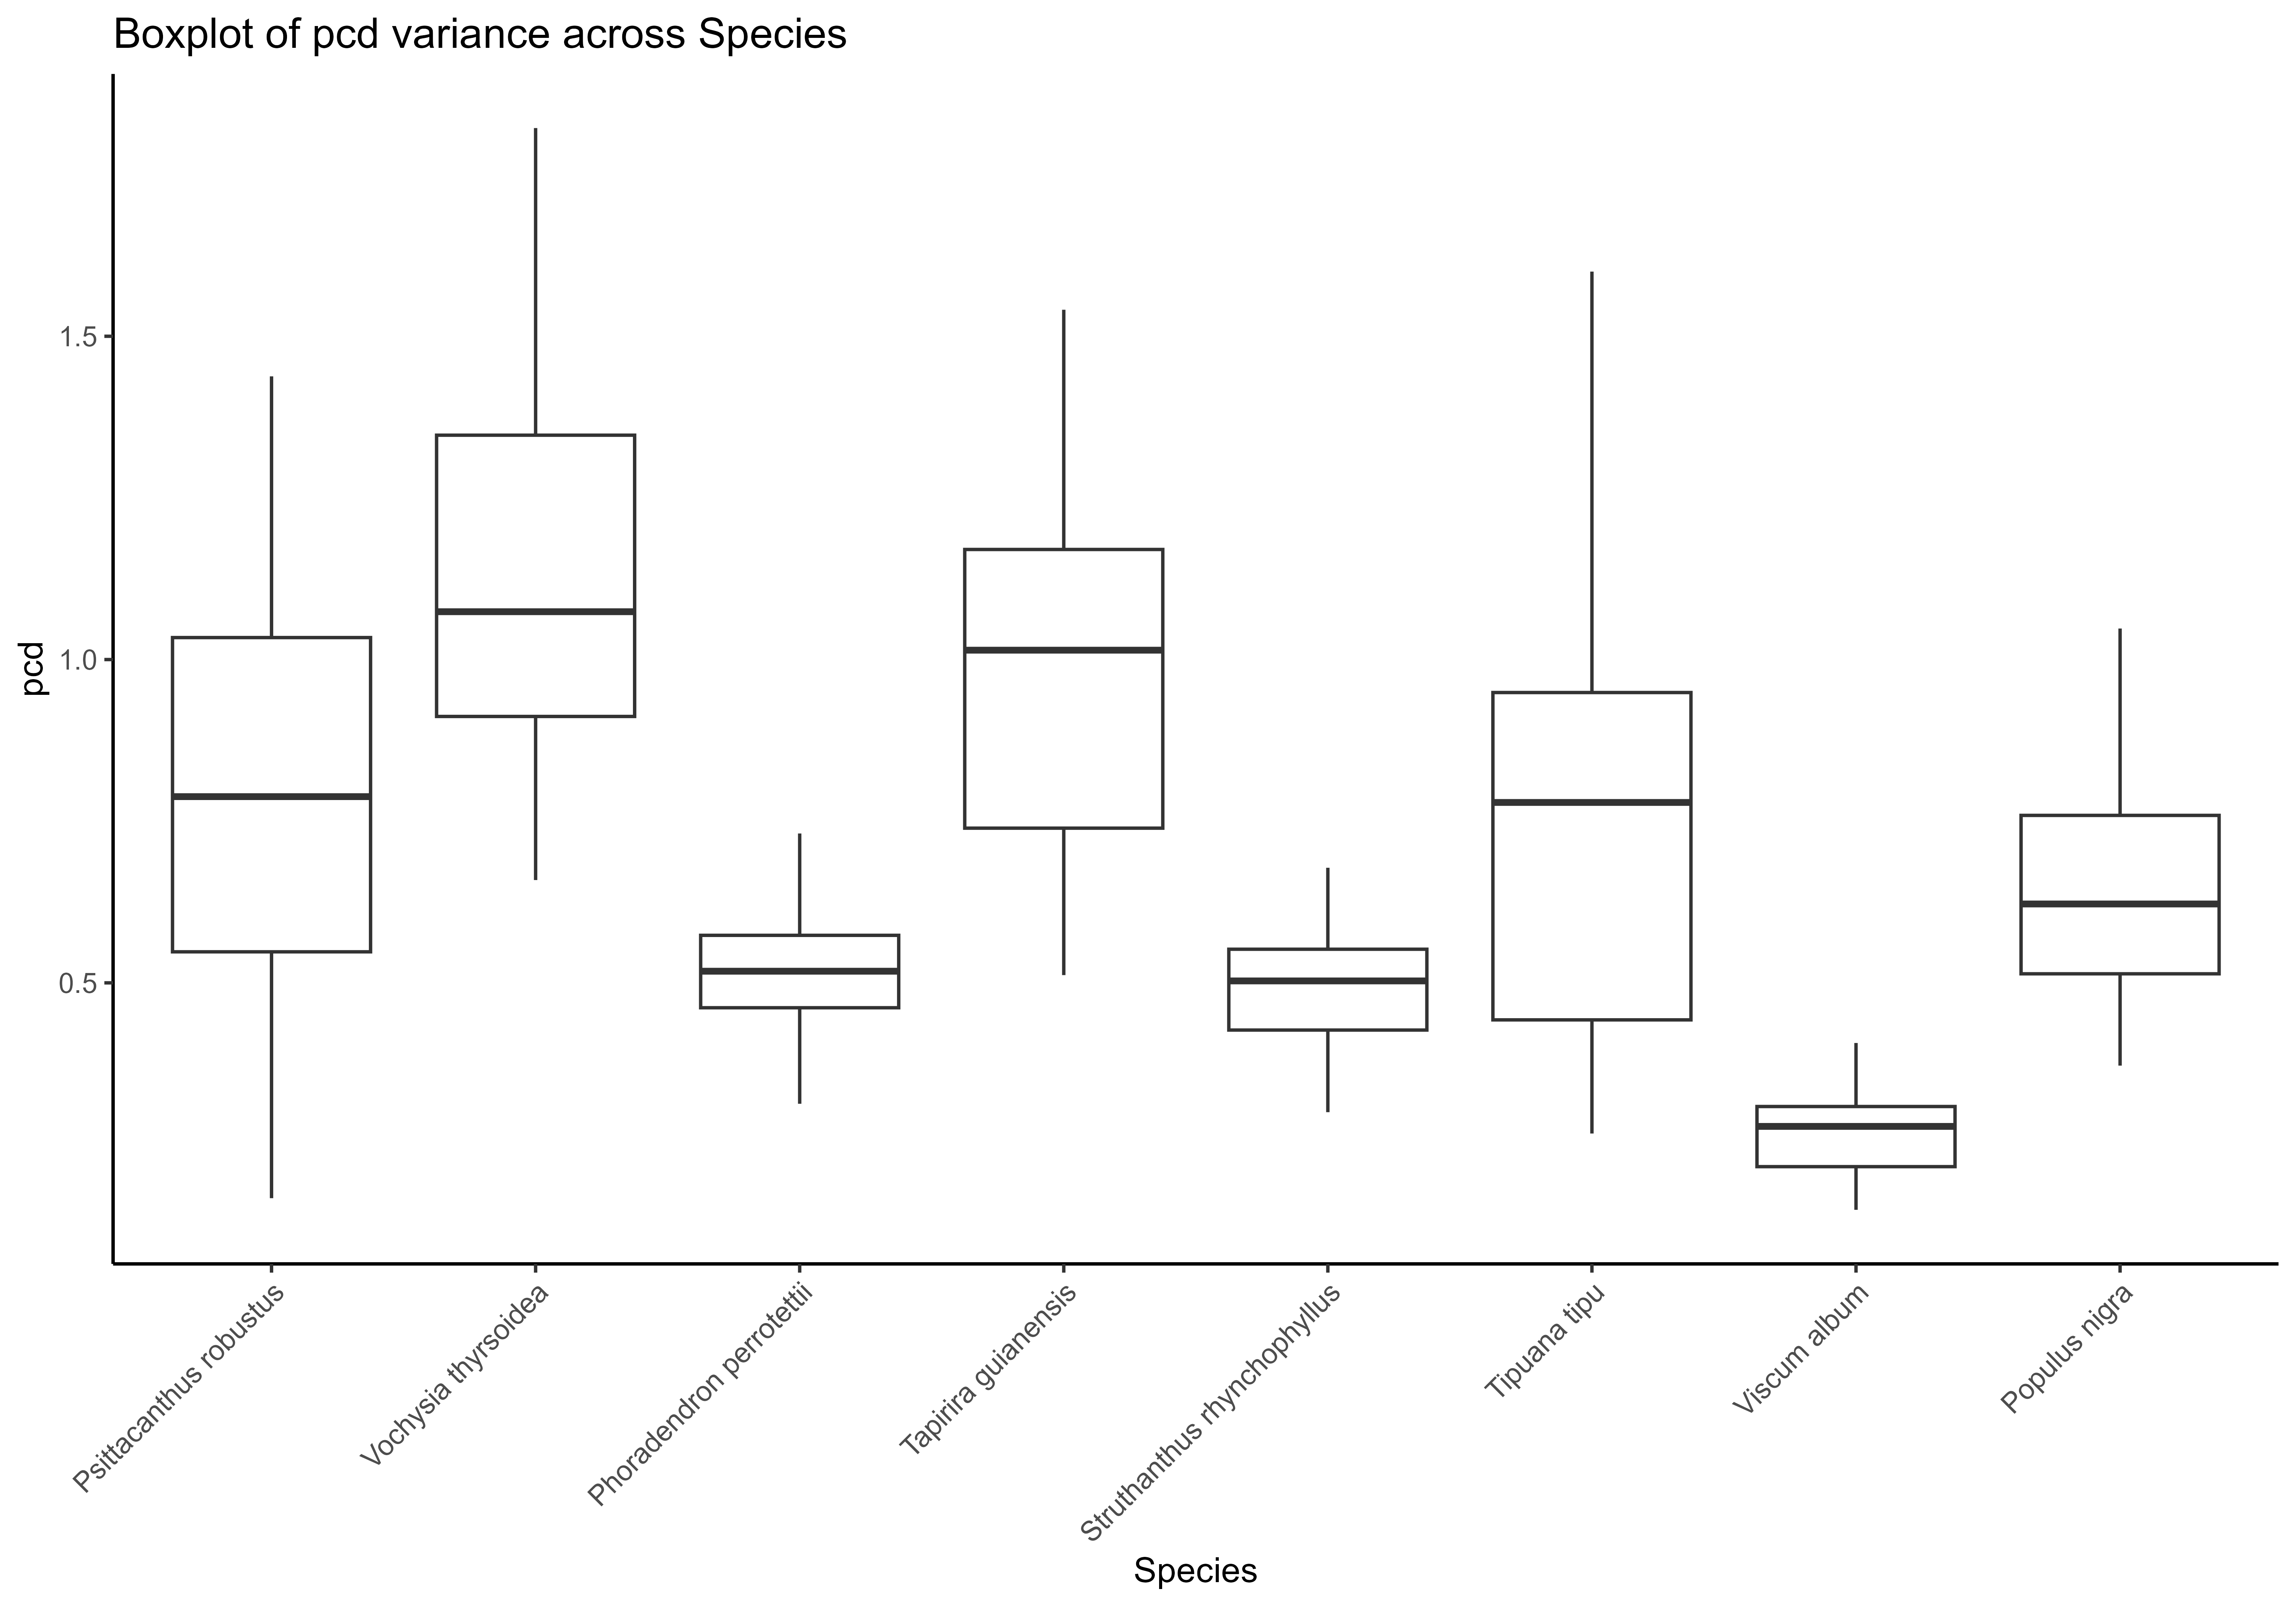 Boxplot of pcd variance across Species
pcd
1.5
1.0
0.5
Psittacanthus robustus
Vochysia thyrsoidea
Phoradendron perrotettii
Tapirira guianensis
Struthanthus rhynchophyllus
Tipuana tipu
Viscum album
Populus nigra
Species